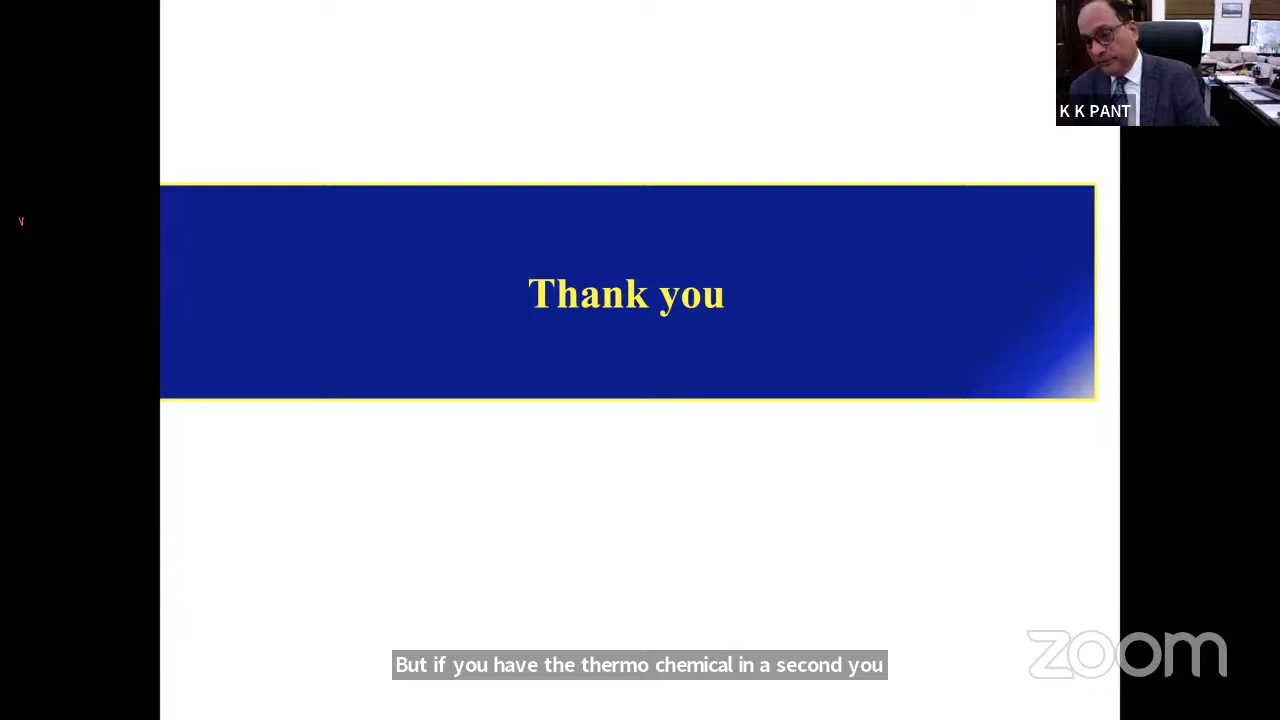 K K PANT
Thank you
But if you have the thermo chemical in a second you
zoom